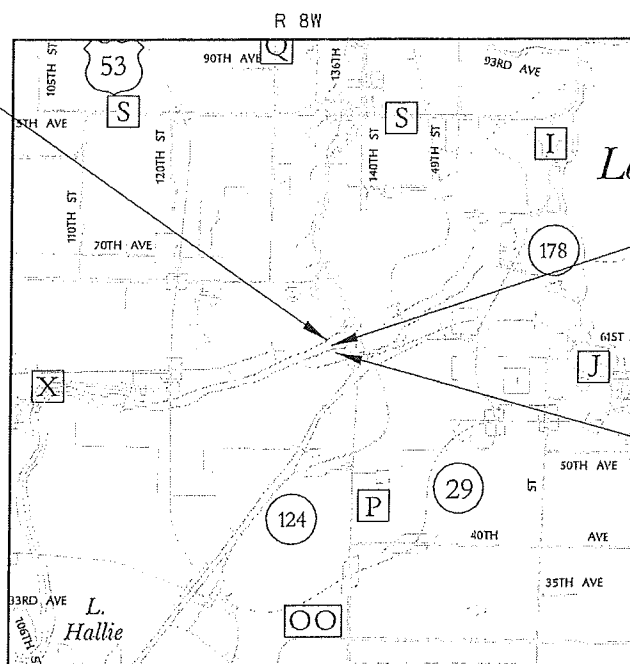 R 8W
105TH ST
53
90TH AVE
Q
136TH
93RD AVE
S
S
5TH AVE
120TH ST
140TH ST
49TH ST
I
110TH ST
70TH AVE
178
61ST
J
X
50TH AVE
ST
29
P
124
40TH
AVE
35TH AVE
33RD AVE
L.
Hallie
OO